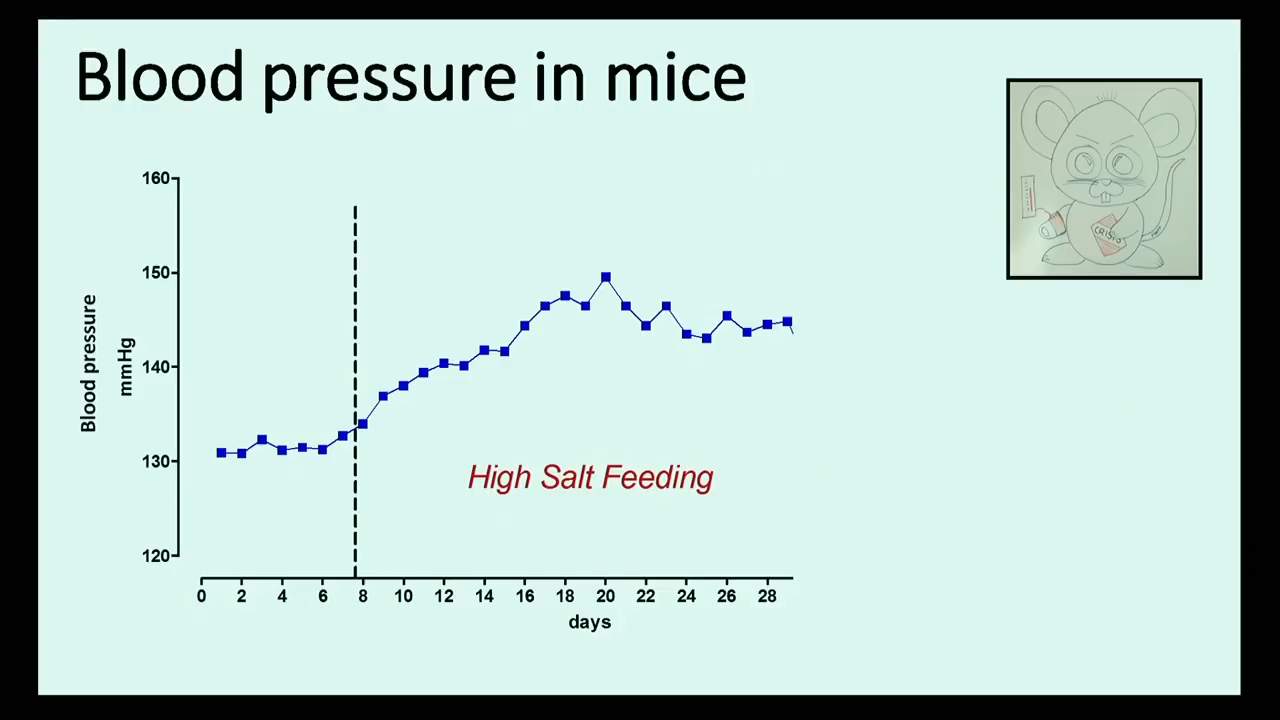 Blood pressure in mice
160
150
140
130
120
Blood pressure
mmHg
CRISPS
High Salt Feeding
0 2 4 6 8 10 12 14 16 18 20 22 24 26 28
days